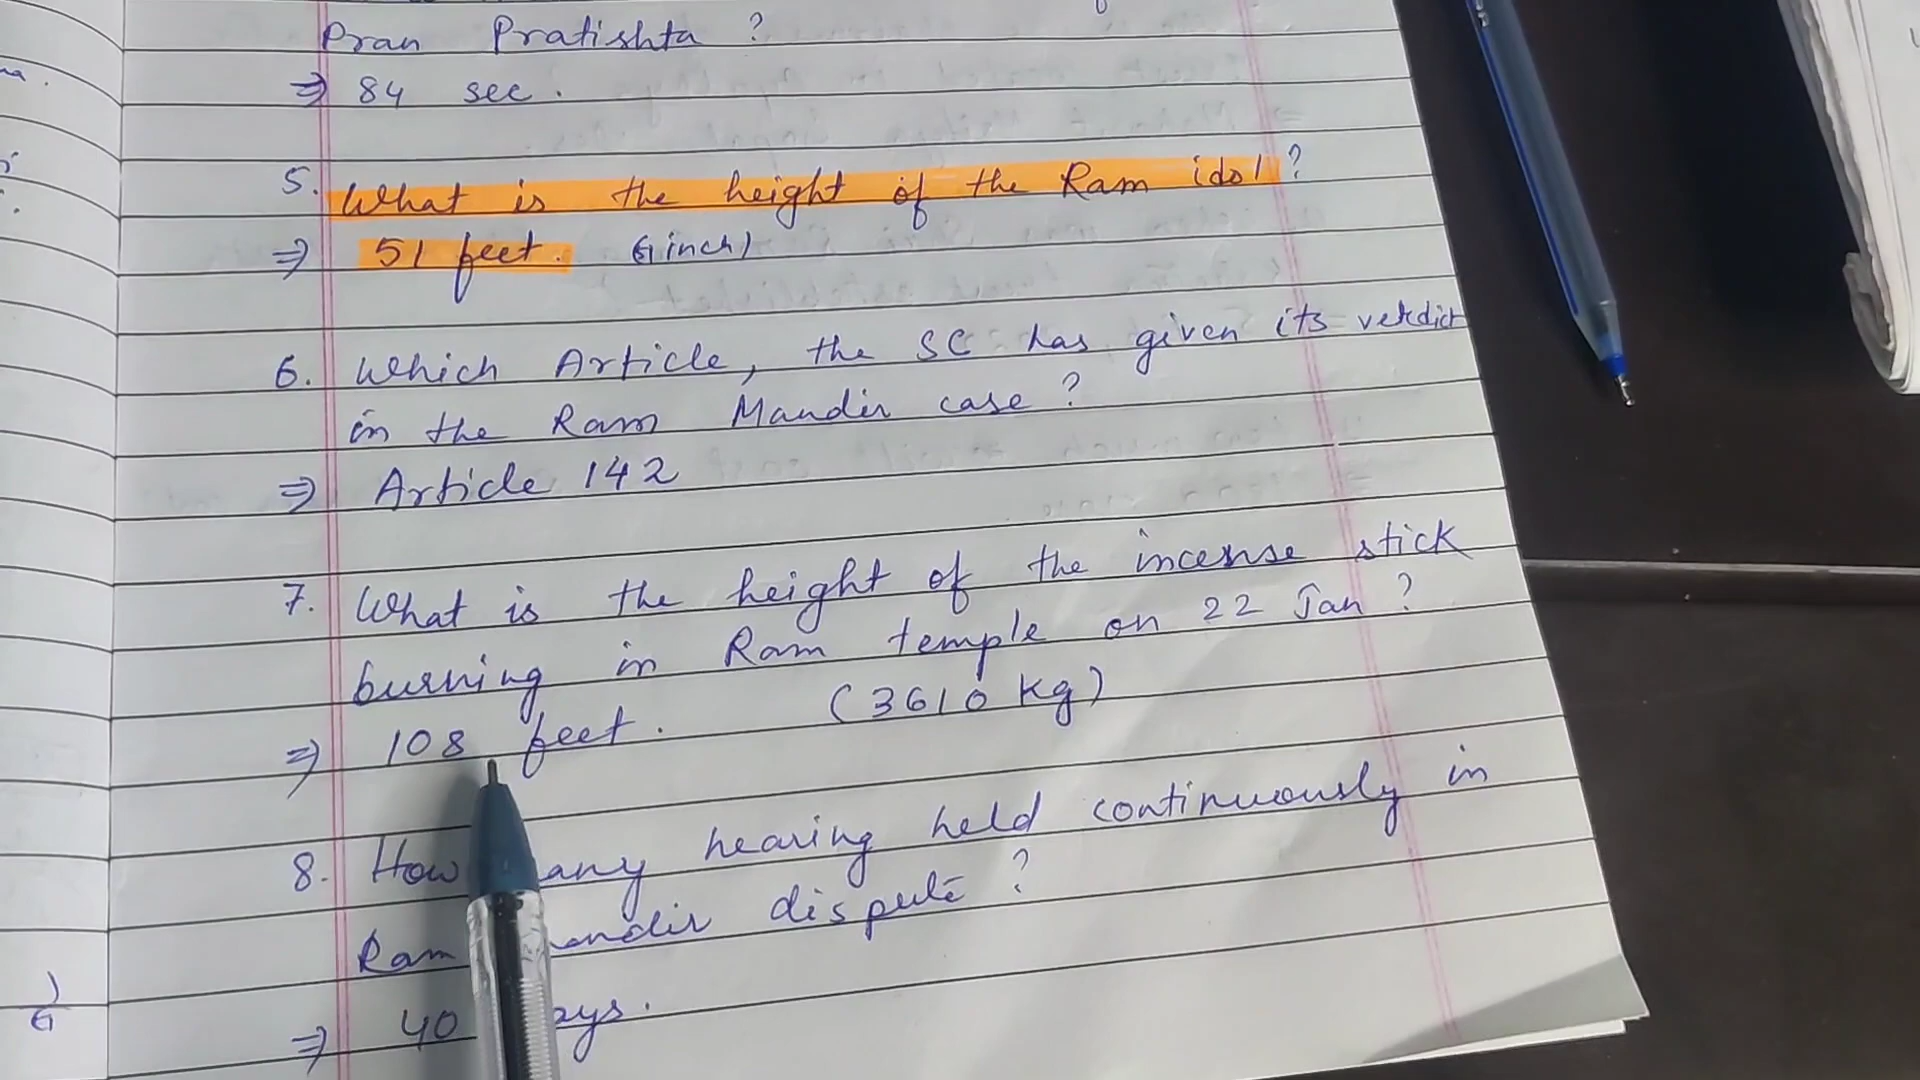 Pran Pratishta ?
⇒ 84 sec.
5. What is the height of the Ram idol ?
⇒ 51 feet. (inch)
6. Which Article, the SC has given its verdict
in the Ram Mandir case ?
⇒ Article 142
7. What is the height of the incense stick
burning in Ram temple on 22 Jan ?
⇒ 108 feet. (3610 kg)
8. How any hearing held continuously in
Ram andir dispute ?
⇒ 40 ays.